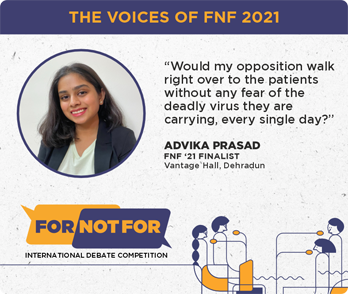 THE VOICES OF FNF 2021
“Would my opposition walk
right over to the patients
without any fear of the
deadly virus they are
carrying, every single day?”
ADVIKA PRASAD
FNF ‘21 FINALIST
Vantage`Hall, Dehradun
FOR NOT FOR
INTERNATIONAL DEBATE COMPETITION